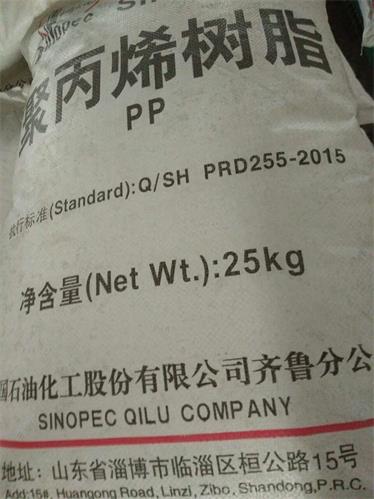 Sinopec SINOPEC
聚丙烯树脂
PP
执行标准(Standard):Q/SH PRD255-2015
净含量(Net Wt.):25kg
国石油化工股份有限公司齐鲁分公
SINOPEC QILU COMPANY
地址: 山东省淄博市临淄区桓公路15号
Add:15#, Huangong Road, Linzi, Zibo, Shandong, P.R.C.